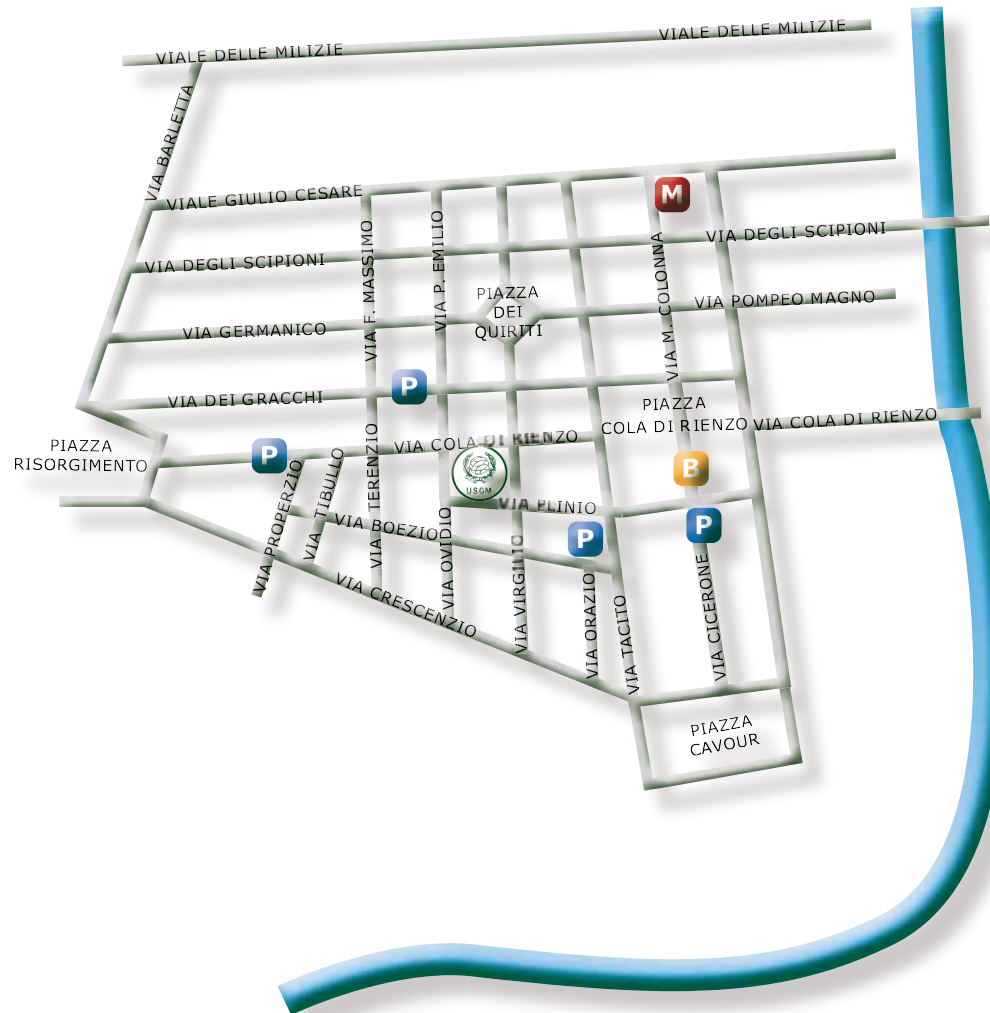 VIALE DELLE MILIZIE
VIALE DELLE MILIZIE
VIA BARLETTA
VIALE GIULIO CESARE
M
VIA DEGLI SCIPIONI
VIA DEGLI SCIPIONI
VIA F. MASSIMO
VIA P. EMILIO
VIA M. COLONNA
PIAZZA
DEI
QUIRITI
VIA GERMANICO
VIA POMPEO MAGNO
VIA DEI GRACCHI
P
PIAZZA
COLA DI RIENZO
VIA COLA DI RIENZO
VIA COLA DI RIENZO
PIAZZA
RISORGIMENTO
P
B
USGM
VIA PLINIO
VIA PROPERZIO
VIA TIBULLO
VIA TERENZIO
VIA BOEZIO
VIA OVIDIO
VIA VIRGILIO
P
P
VIA ORAZIO
VIA TACITO
VIA CICERONE
VIA CRESCENZIO
PIAZZA
CAVOUR